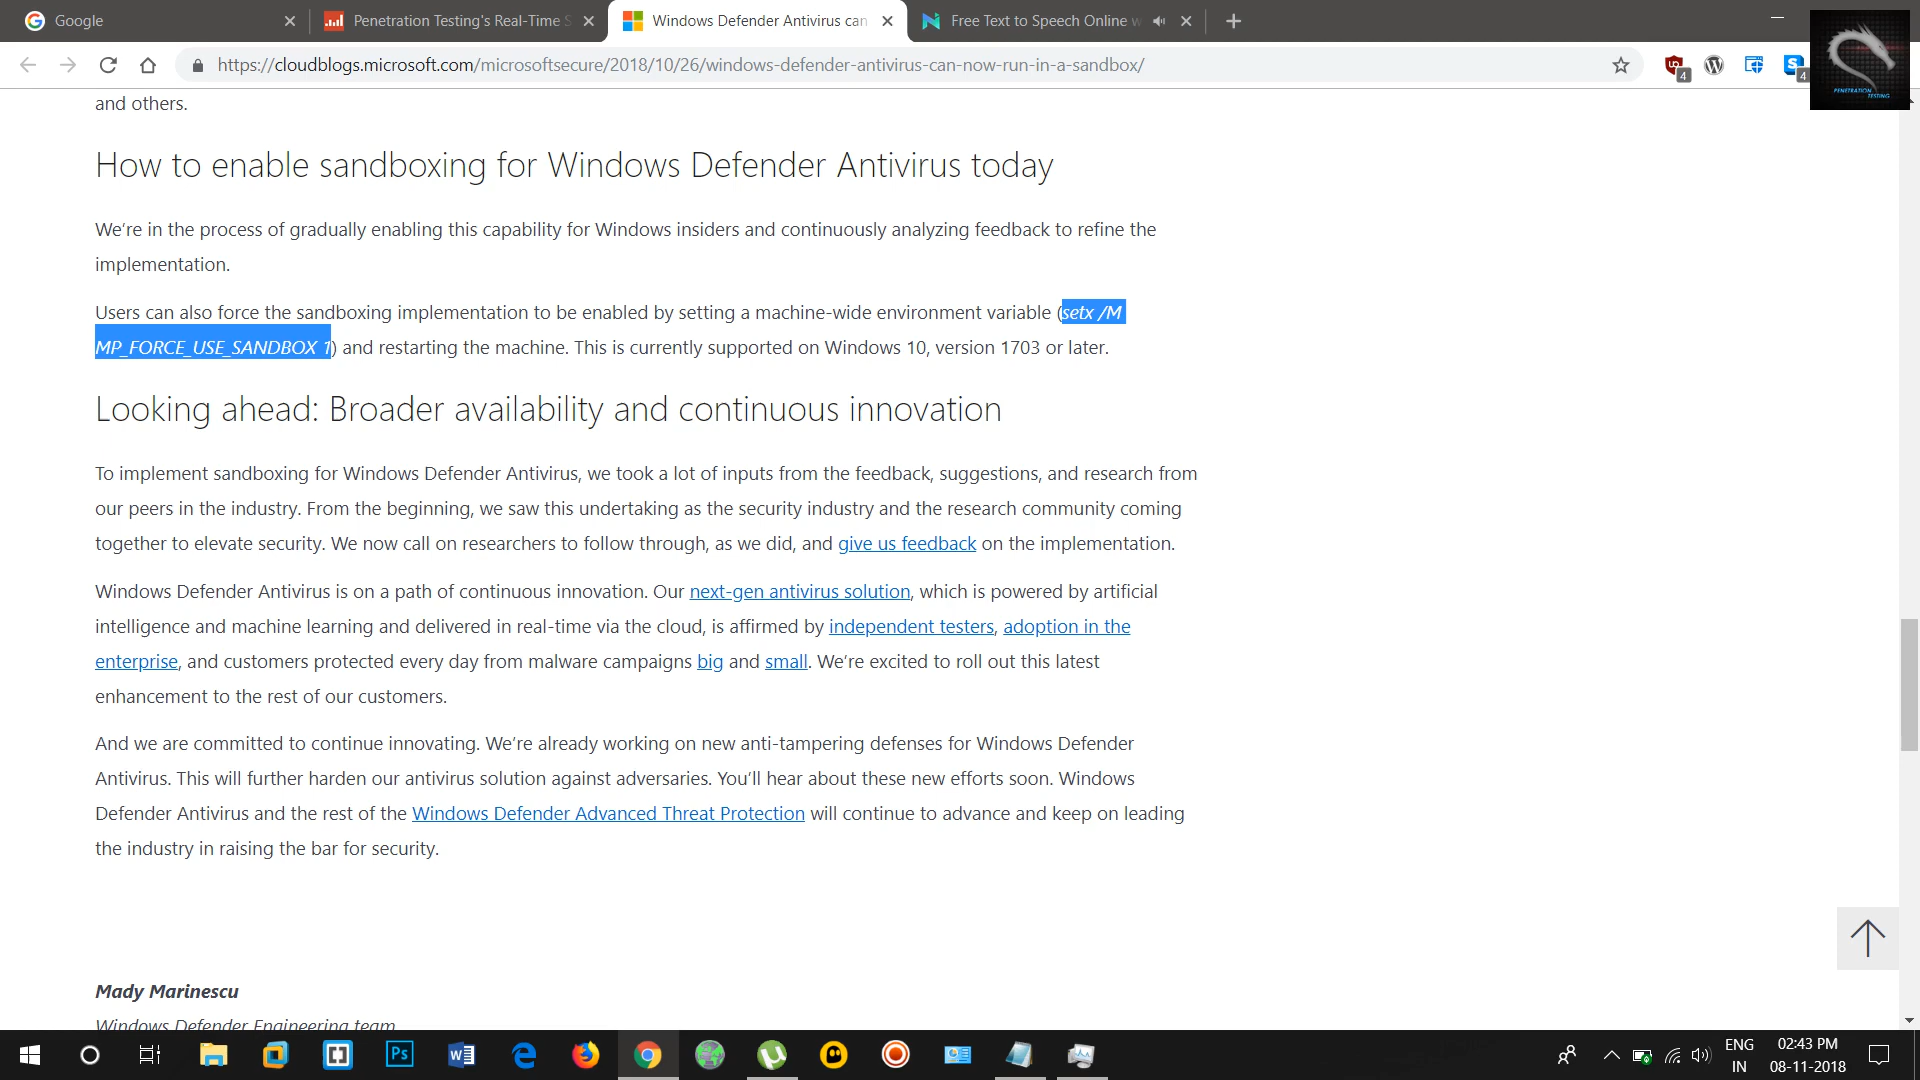 Google
Penetration Testing's Real-Time S
Windows Defender Antivirus can
Free Text to Speech Online w
https://cloudblogs.microsoft.com/microsoftsecure/2018/10/26/windows-defender-antivirus-can-now-run-in-a-sandbox/
4
4
PENETRATION
TESTING
and others.
How to enable sandboxing for Windows Defender Antivirus today
We’re in the process of gradually enabling this capability for Windows insiders and continuously analyzing feedback to refine the
implementation.
Users can also force the sandboxing implementation to be enabled by setting a machine-wide environment variable (setx /M
MP_FORCE_USE_SANDBOX 1) and restarting the machine. This is currently supported on Windows 10, version 1703 or later.
Looking ahead: Broader availability and continuous innovation
To implement sandboxing for Windows Defender Antivirus, we took a lot of inputs from the feedback, suggestions, and research from
our peers in the industry. From the beginning, we saw this undertaking as the security industry and the research community coming
together to elevate security. We now call on researchers to follow through, as we did, and give us feedback on the implementation.
Windows Defender Antivirus is on a path of continuous innovation. Our next-gen antivirus solution, which is powered by artificial
intelligence and machine learning and delivered in real-time via the cloud, is affirmed by independent testers, adoption in the
enterprise, and customers protected every day from malware campaigns big and small. We’re excited to roll out this latest
enhancement to the rest of our customers.
And we are committed to continue innovating. We’re already working on new anti-tampering defenses for Windows Defender
Antivirus. This will further harden our antivirus solution against adversaries. You’ll hear about these new efforts soon. Windows
Defender Antivirus and the rest of the Windows Defender Advanced Threat Protection will continue to advance and keep on leading
the industry in raising the bar for security.
Mady Marinescu
Windows Defender Engineering team
Ps
ENG
IN
02:43 PM
08-11-2018